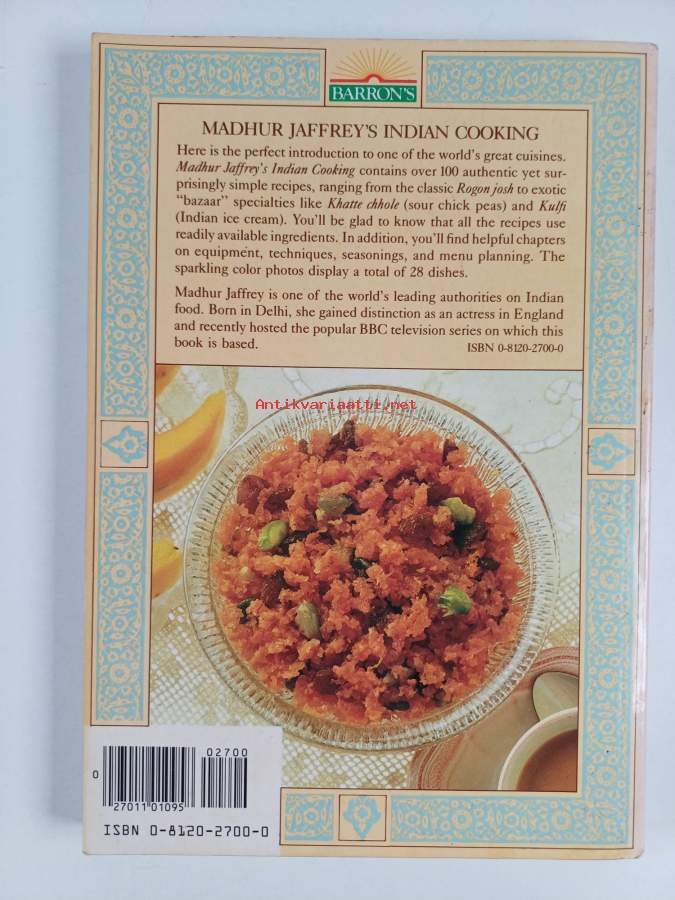 BARRON'S
MADHUR JAFFREY'S INDIAN COOKING
Here is the perfect introduction to one of the world's great cuisines.
Madhur Jaffrey's Indian Cooking contains over 100 authentic yet sur-
prisingly simple recipes, ranging from the classic Rogon josh to exotic
"bazaar" specialties like Khatte chhole (sour chick peas) and Kulfi
(Indian ice cream). You'll be glad to know that all the recipes use
readily available ingredients. In addition, you'll find helpful chapters
on equipment, techniques, seasonings, and menu planning. The
sparkling color photos display a total of 28 dishes.
Madhur Jaffrey is one of the world's leading authorities on Indian
food. Born in Delhi, she gained distinction as an actress in England
and recently hosted the popular BBC television series on which this
book is based. ISBN 0-8120-2700-0
Antikvariaatti.net
02700
0
27011 01095
ISBN 0-8120-2700-0